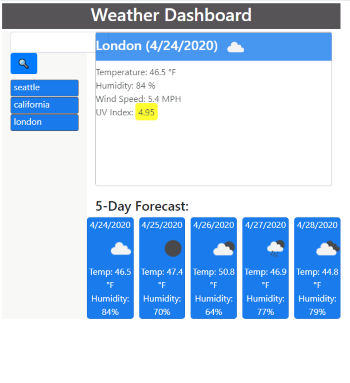 Weather Dashboard
London (4/24/2020)
seattle
california
london
Temperature: 46.5 °F
Humidity: 84 %
Wind Speed: 5.4 MPH
UV Index: 4.95
5-Day Forecast:
4/24/2020
Temp: 46.5
°F
Humidity:
84%
4/25/2020
Temp: 47.4
°F
Humidity:
70%
4/26/2020
Temp: 50.8
°F
Humidity:
64%
4/27/2020
Temp: 46.9
°F
Humidity:
77%
4/28/2020
Temp: 44.8
°F
Humidity:
79%